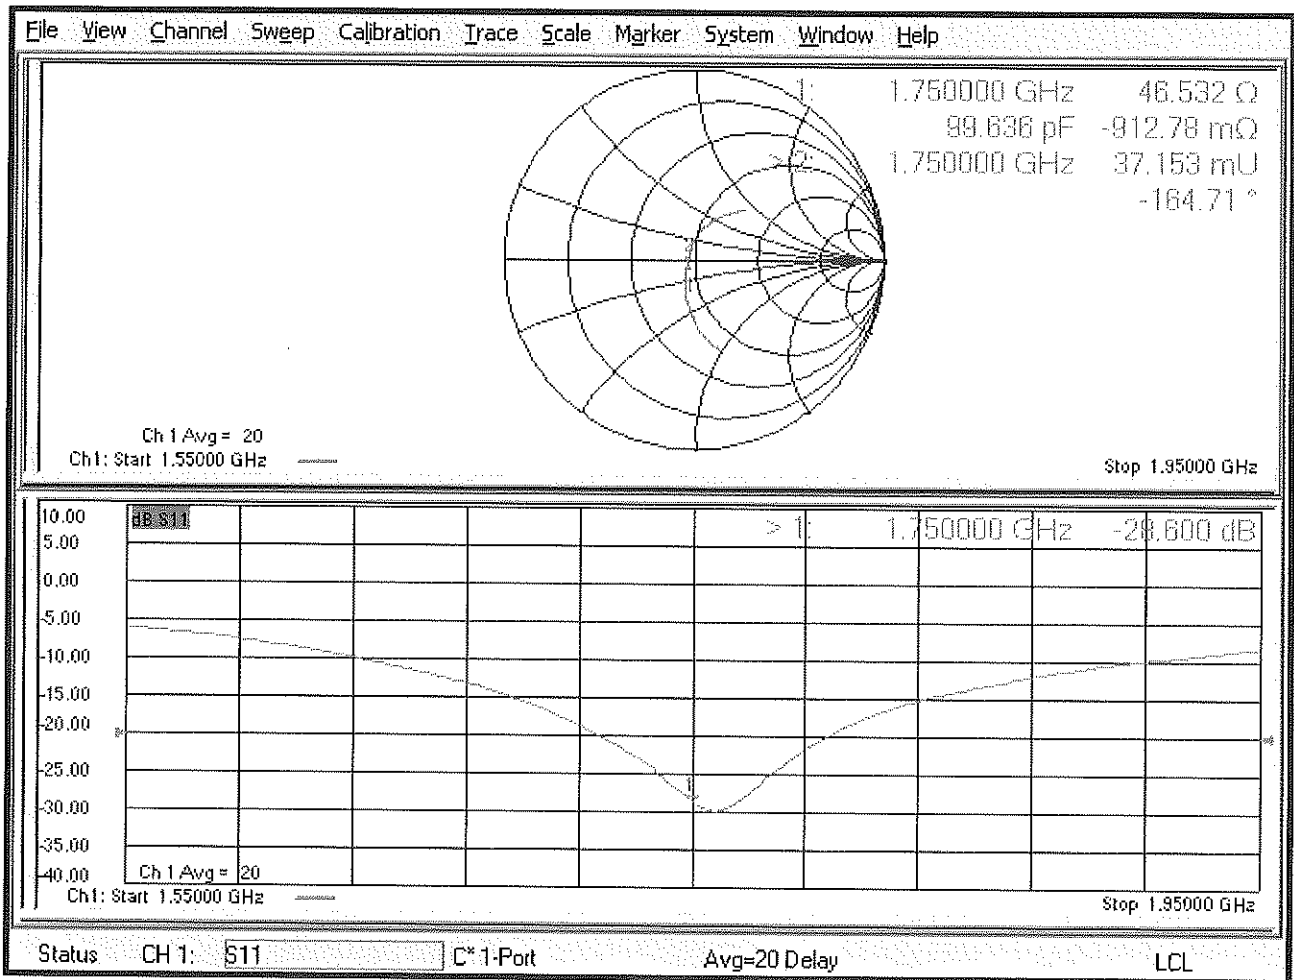 File View Channel Sweep Calibration Trace Scale Marker System Window Help
1: 1.750000 GHz 46.532 Ω
99.636 pF -912.78 mΩ
> 2: 1.750000 GHz 37.153 mU
-164.71 °
Ch 1 Avg = 20
Ch1: Start 1.55000 GHz
Stop 1.95000 GHz
10.00
dB S11
> 1: 1.750000 GHz -28.600 dB
5.00
0.00
-5.00
-10.00
-15.00
-20.00
-25.00
1
-30.00
-35.00
-40.00
Ch 1 Avg = 20
Ch1: Start 1.55000 GHz
Stop 1.95000 GHz
Status CH 1: S11 C* 1-Port Avg=20 Delay LCL